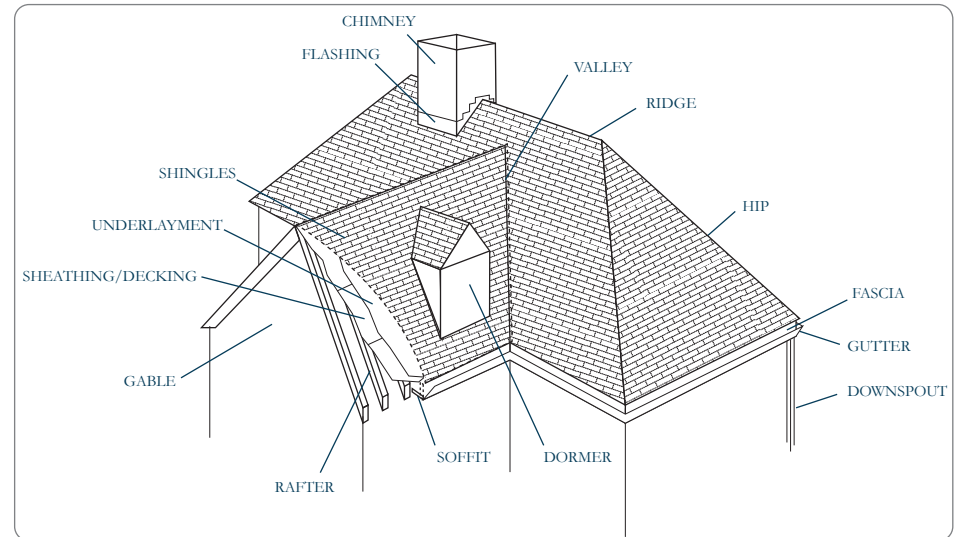 CHIMNEY
FLASHING
VALLEY
RIDGE
SHINGLES
HIP
UNDERLAYMENT
SHEATHING/DECKING
FASCIA
GUTTER
GABLE
DOWNSPOUT
SOFFIT
DORMER
RAFTER